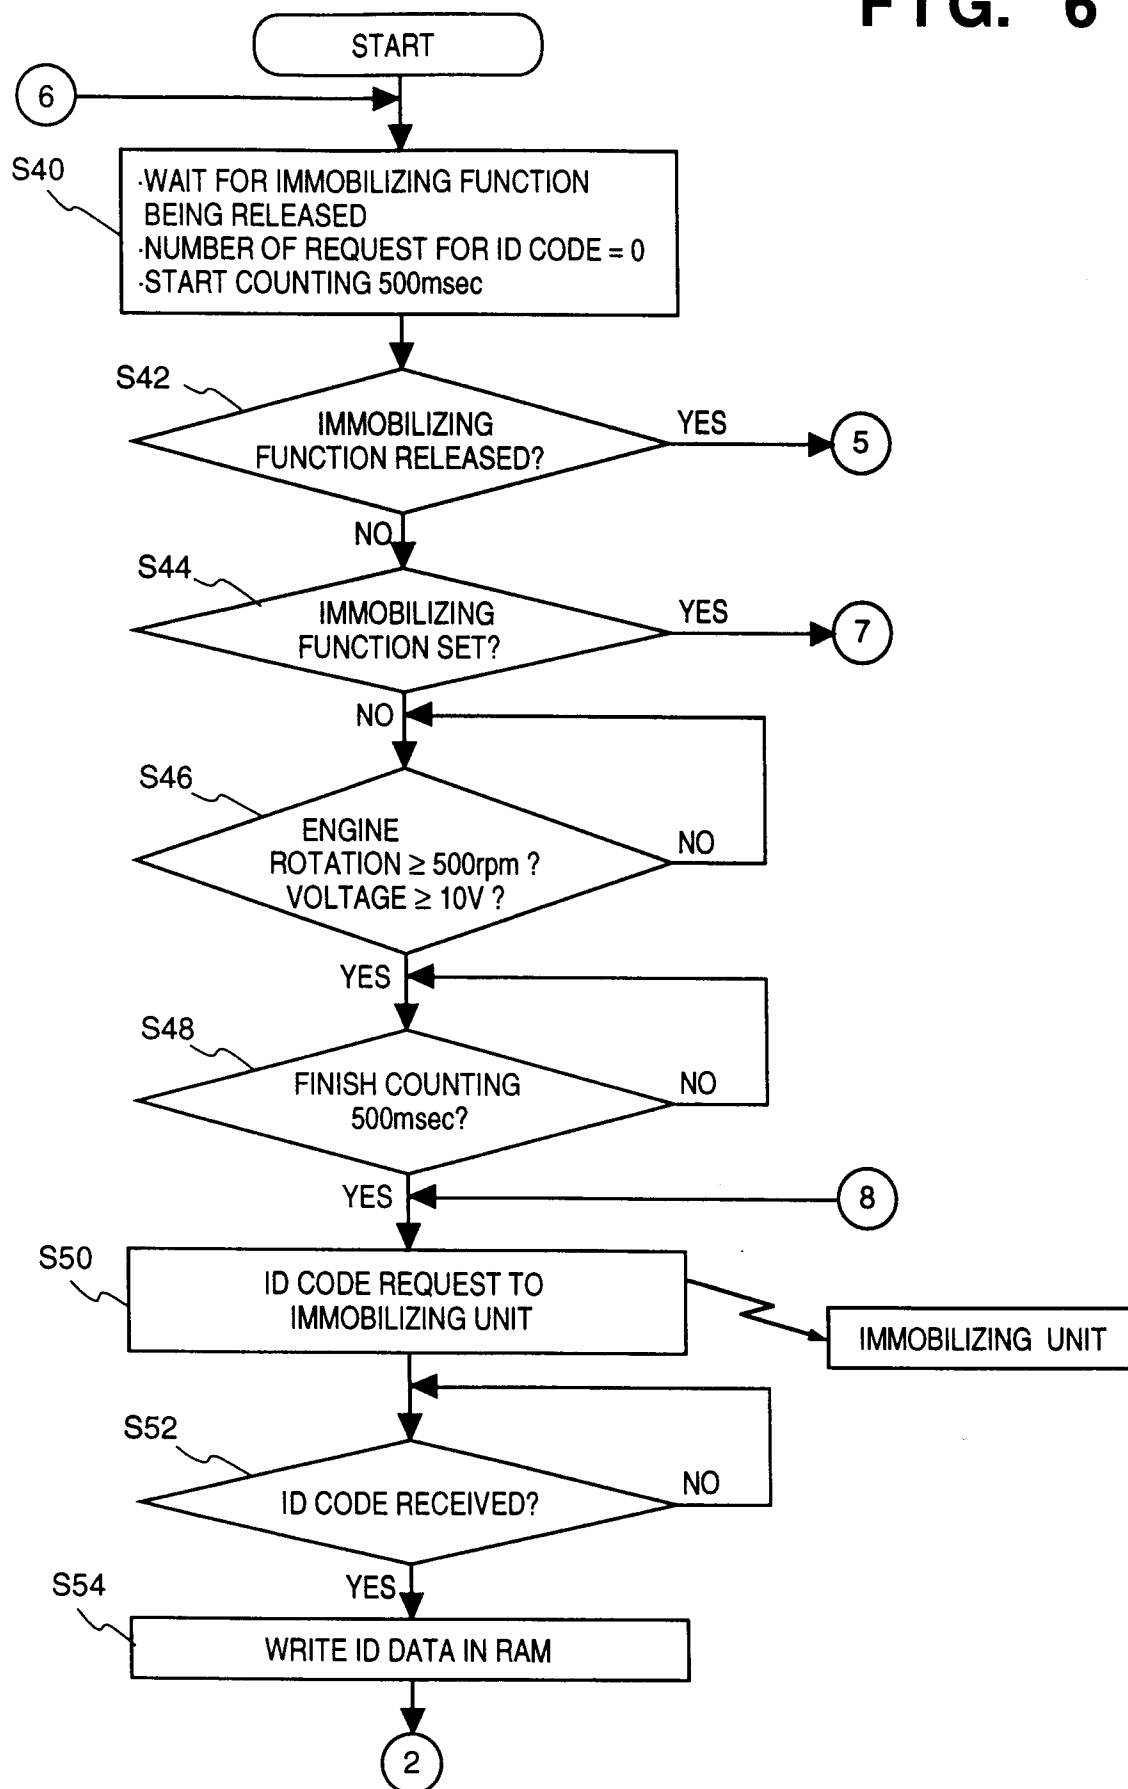 FIG. 6
START
6
S40
·WAIT FOR IMMOBILIZING FUNCTION
BEING RELEASED
·NUMBER OF REQUEST FOR ID CODE = 0
·START COUNTING 500msec
S42
IMMOBILIZING
FUNCTION RELEASED?
YES
5
NO
S44
IMMOBILIZING
FUNCTION SET?
YES
7
NO
S46
ENGINE
ROTATION ≥ 500rpm ?
VOLTAGE ≥ 10V ?
NO
YES
S48
FINISH COUNTING
500msec?
NO
YES
8
S50
ID CODE REQUEST TO
IMMOBILIZING UNIT
IMMOBILIZING UNIT
S52
ID CODE RECEIVED?
NO
YES
S54
WRITE ID DATA IN RAM
2